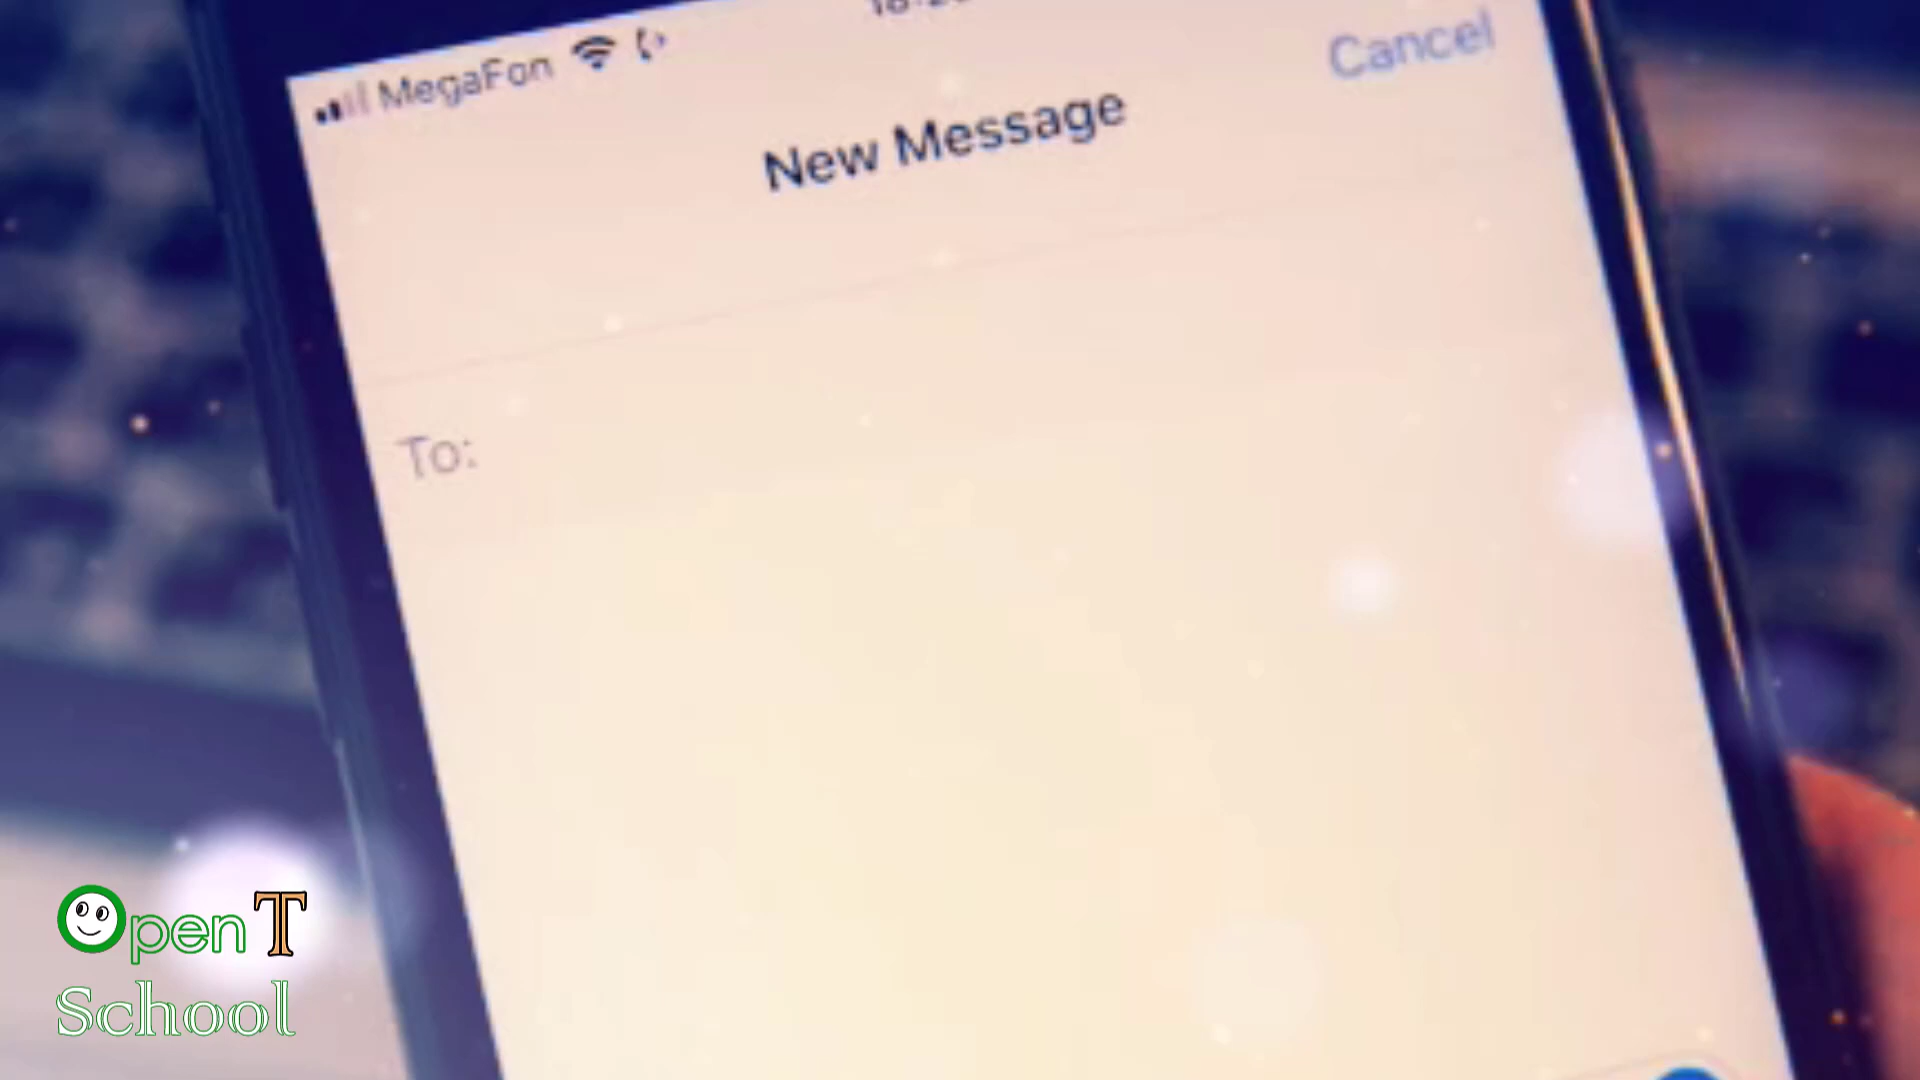 MegaFon
Cancel
New Message
To:
Open T
School